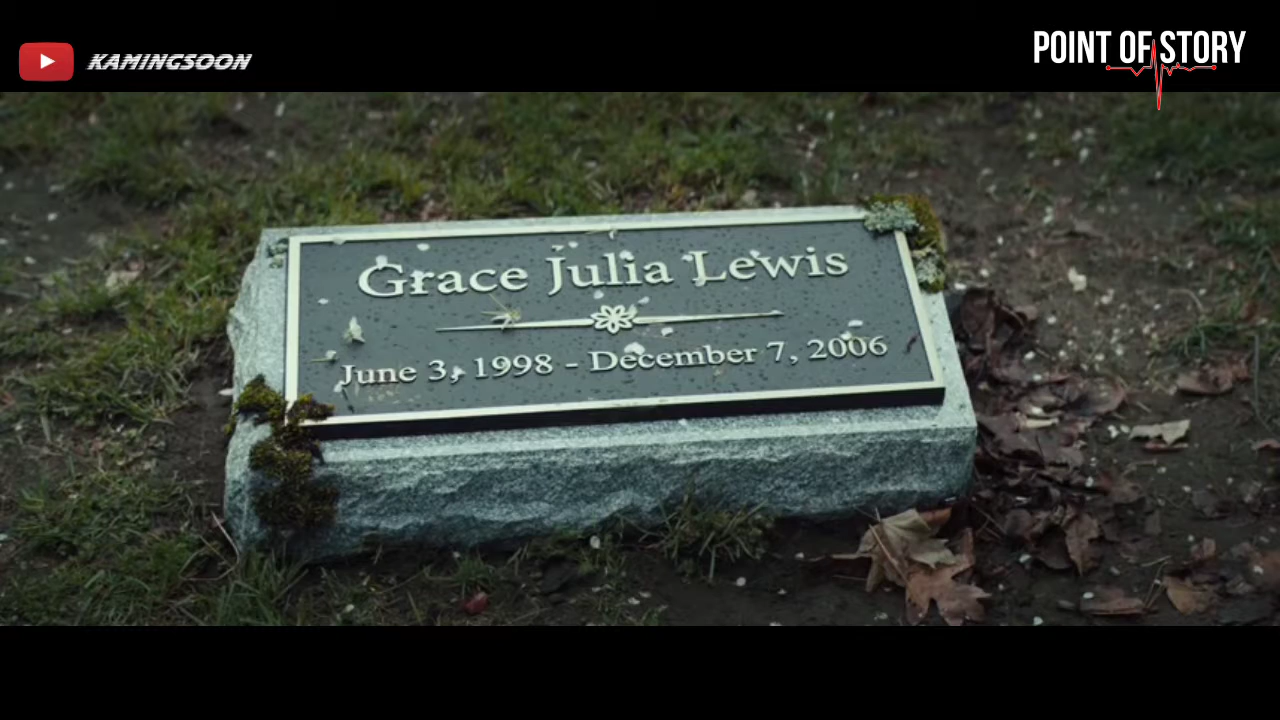 KAMINGSOON
POINT OF STORY
Grace Julia Lewis
June 3, 1998 - December 7, 2006